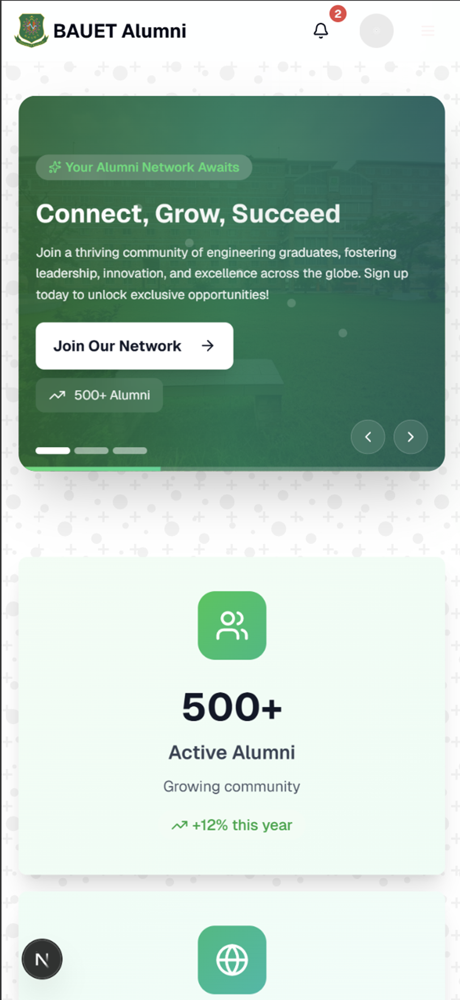 BAUET Alumni
2
Your Alumni Network Awaits
Connect, Grow, Succeed
Join a thriving community of engineering graduates, fostering
leadership, innovation, and excellence across the globe. Sign up
today to unlock exclusive opportunities!
Join Our Network
500+ Alumni
500+
Active Alumni
Growing community
+12% this year
N